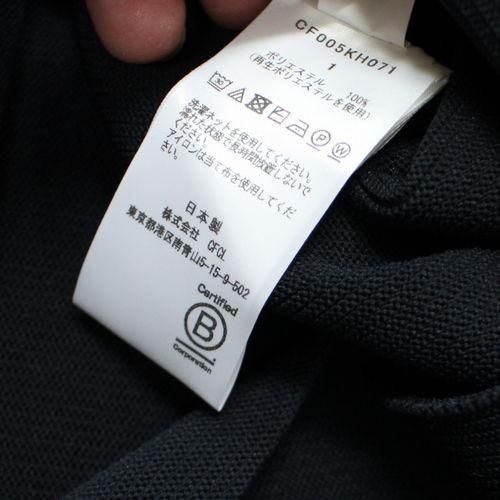 CF005KH071
1
ポリエステル 100%
(再生ポリエステルを使用)
洗濯ネットを使用してください。
濡れた状態で長時間放置しないで
ください。
アイロンは当て布を使用してくだ
さい。
日本製
株式会社 CFCL
東京都港区南青山5-15-9-502
Certified
B
Corporation